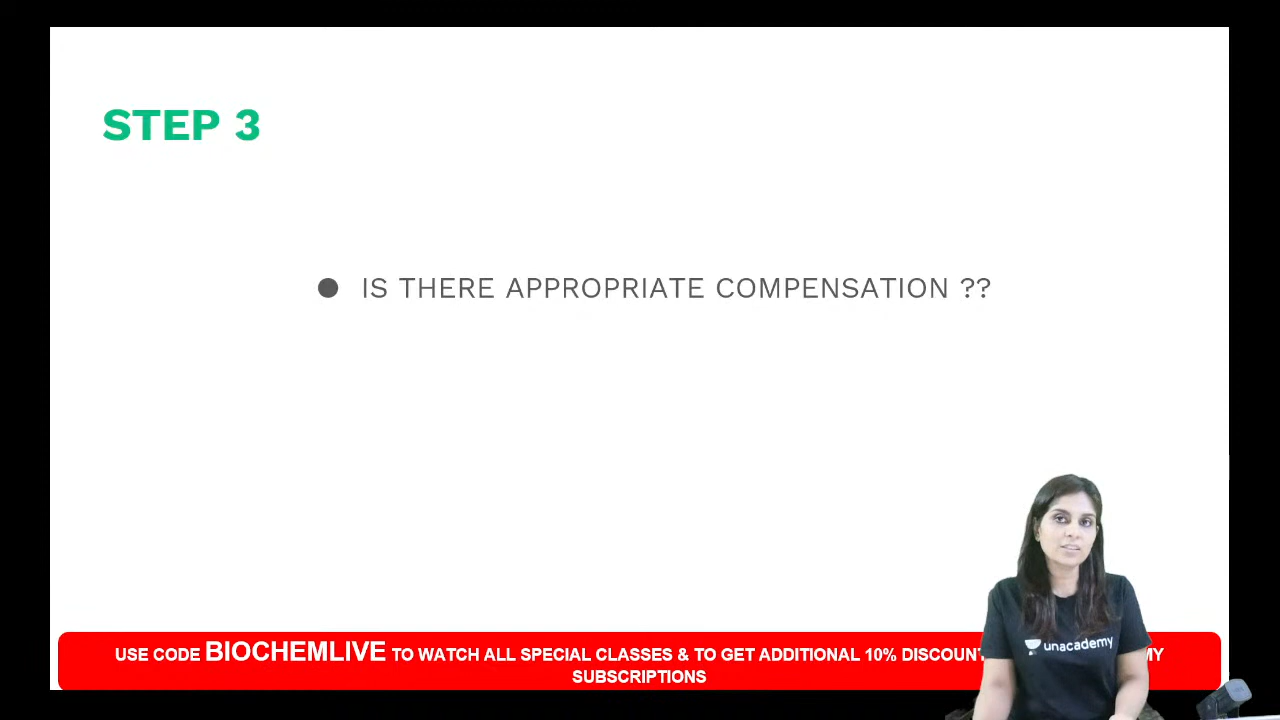 STEP 3
● IS THERE APPROPRIATE COMPENSATION ??
USE CODE BIOCHEMLIVE TO WATCH ALL SPECIAL CLASSES & TO GET ADDITIONAL 10% DISCOUNT
SUBSCRIPTIONS
unacademy